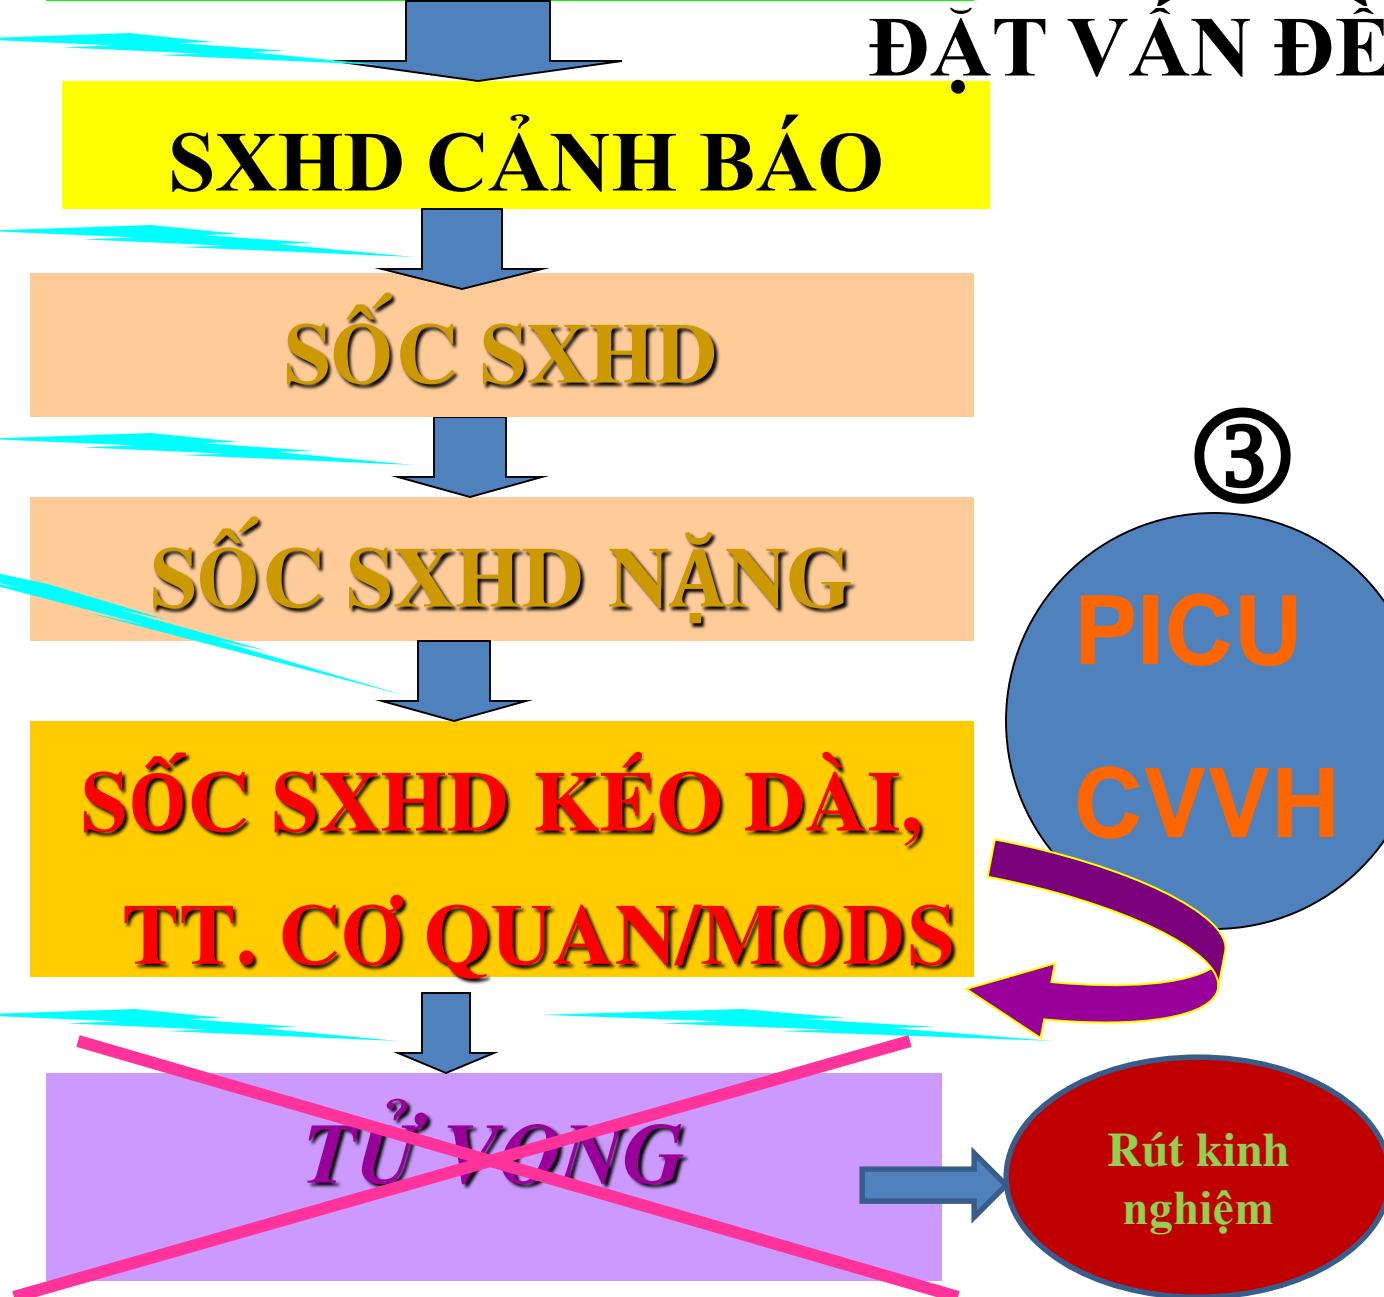 ĐẶT VẤN ĐỀ
SXHD CẢNH BÁO
SỐC SXHD
SỐC SXHD NẶNG
③
PICU
CVVH
SỐC SXHD KÉO DÀI,
TT. CƠ QUAN/MODS
TỬ VONG
Rút kinh
nghiệm